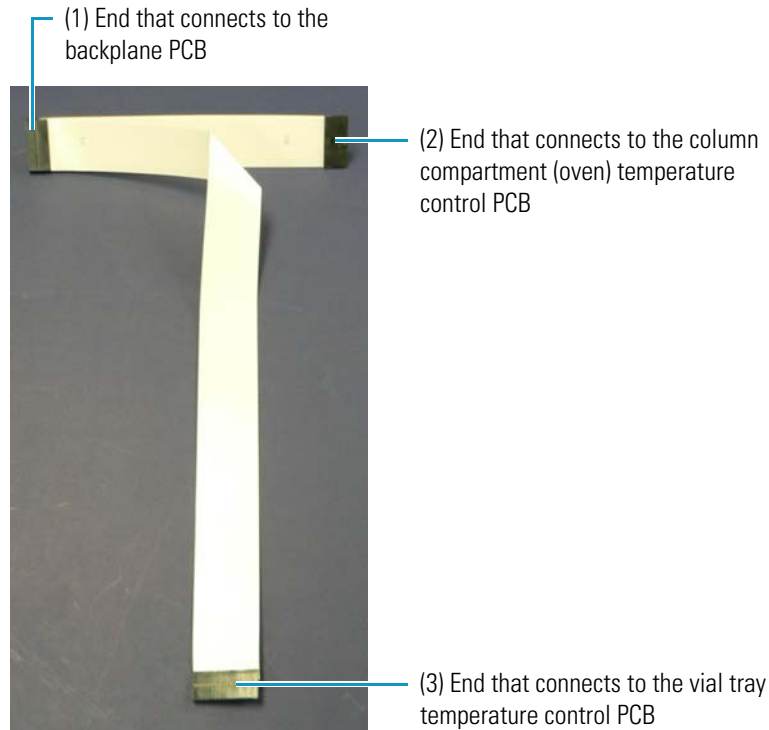 (1) End that connects to the
backplane PCB
(2) End that connects to the column
compartment (oven) temperature
control PCB
(3) End that connects to the vial tray
temperature control PCB